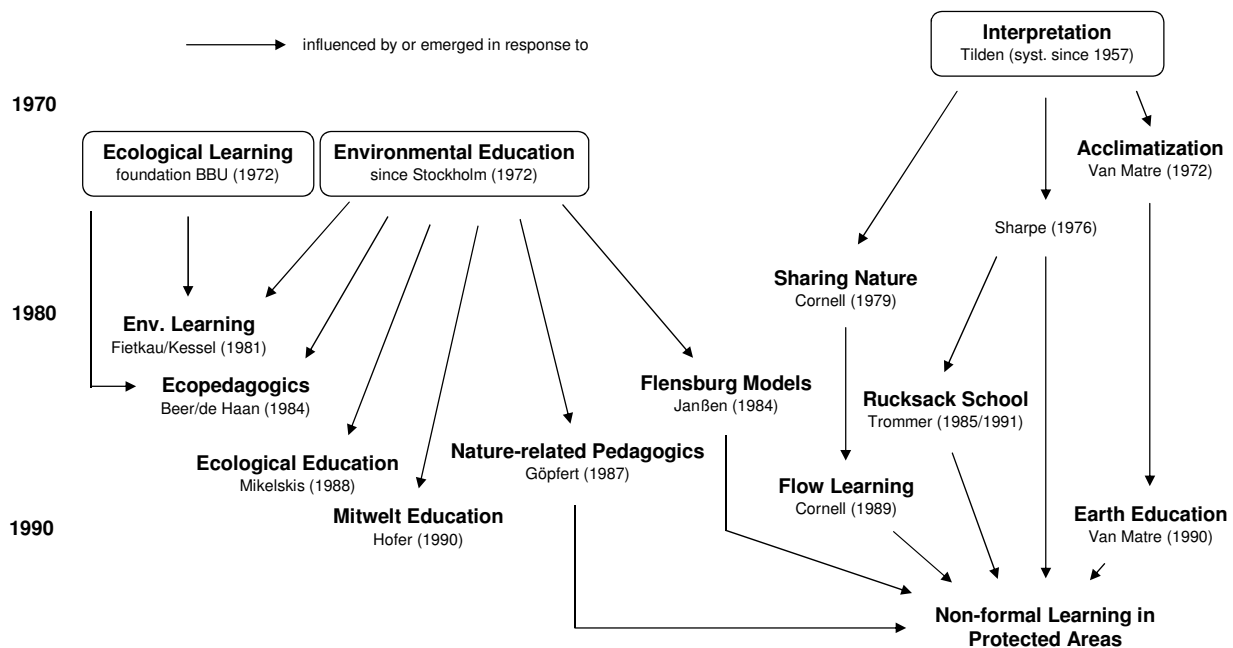 influenced by or emerged in response to
Interpretation
Tilden (syst. since 1957)
1970
Ecological Learning
foundation BBU (1972)
Environmental Education
since Stockholm (1972)
Acclimatization
Van Matre (1972)
Sharpe (1976)
Sharing Nature
Cornell (1979)
1980
Env. Learning
Fietkau/Kessel (1981)
Ecopedagogics
Beer/de Haan (1984)
Flensburg Models
Janßen (1984)
Rucksack School
Trommer (1985/1991)
Ecological Education
Mikelskis (1988)
Nature-related Pedagogics
Göpfert (1987)
Flow Learning
Cornell (1989)
1990
Mitwelt Education
Hofer (1990)
Earth Education
Van Matre (1990)
Non-formal Learning in
Protected Areas